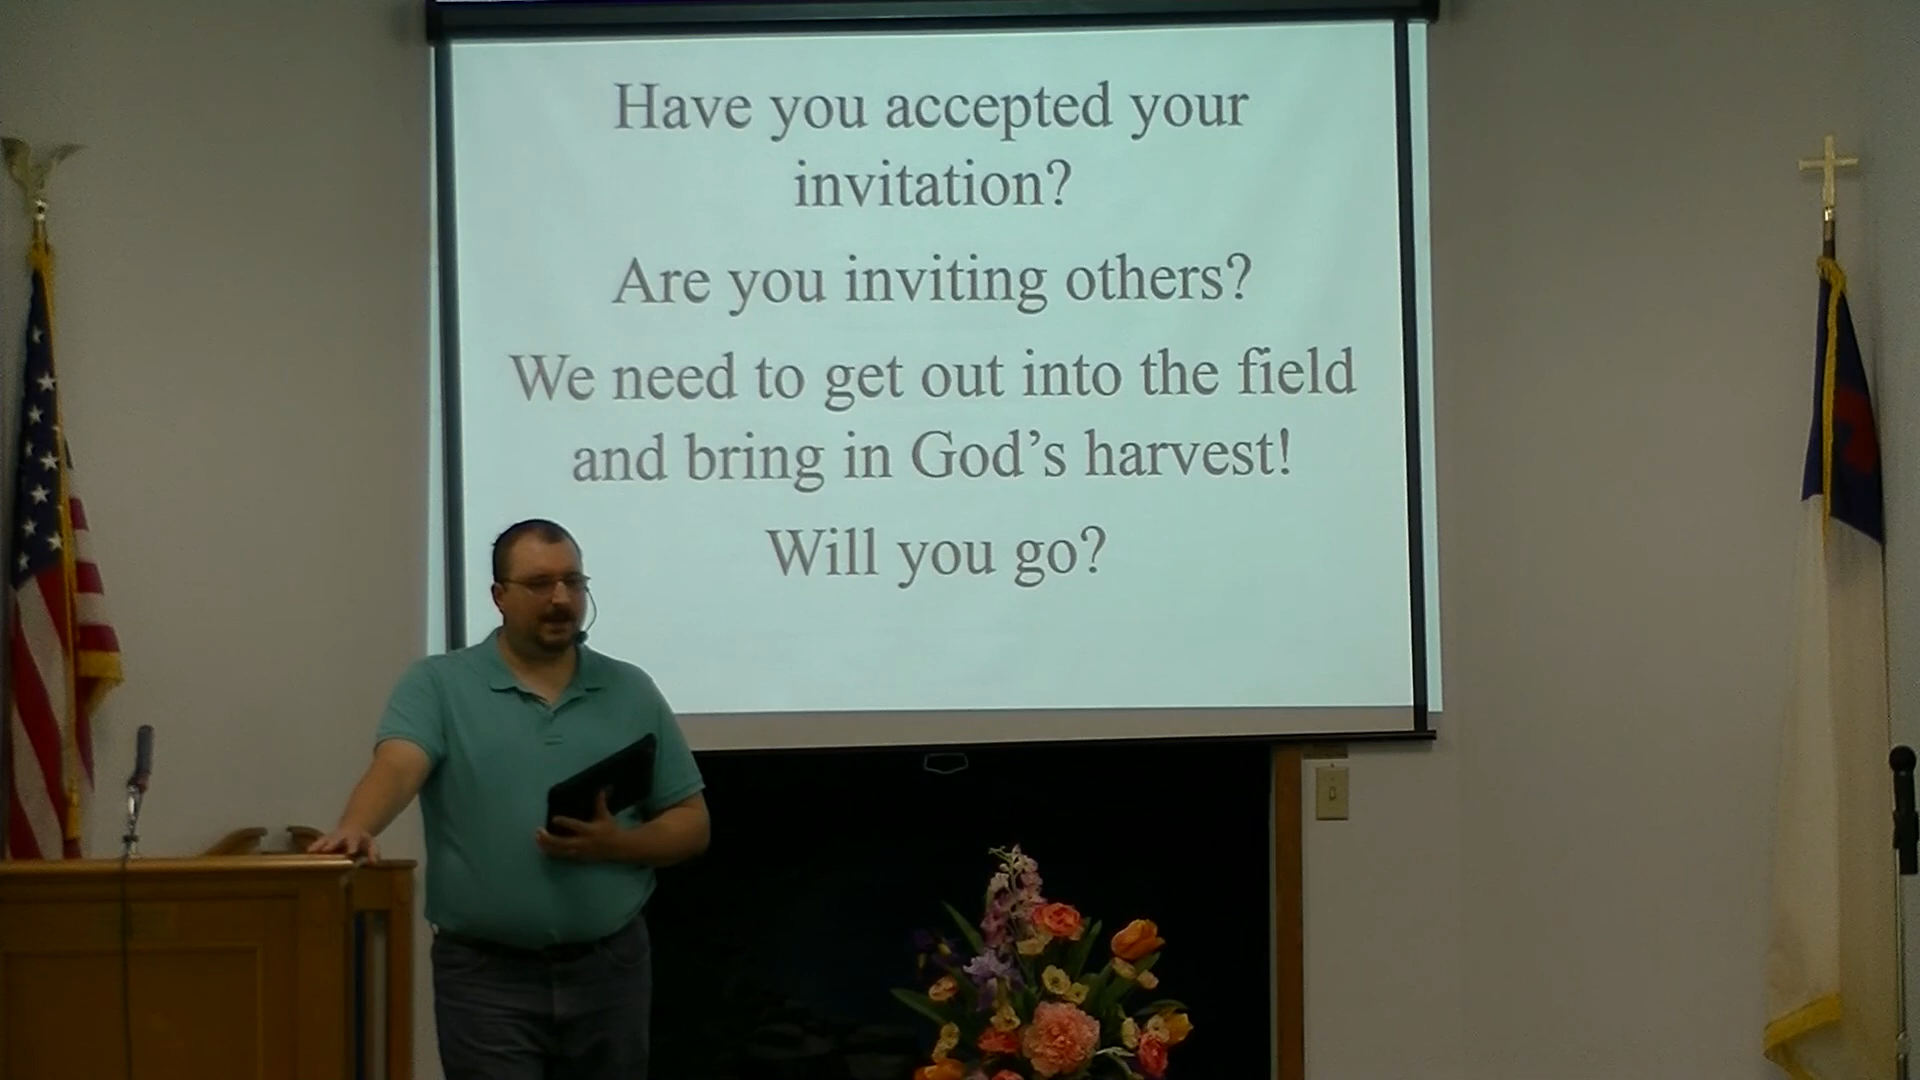 Have you accepted your
invitation?
Are you inviting others?
We need to get out into the field
and bring in God’s harvest!
Will you go?